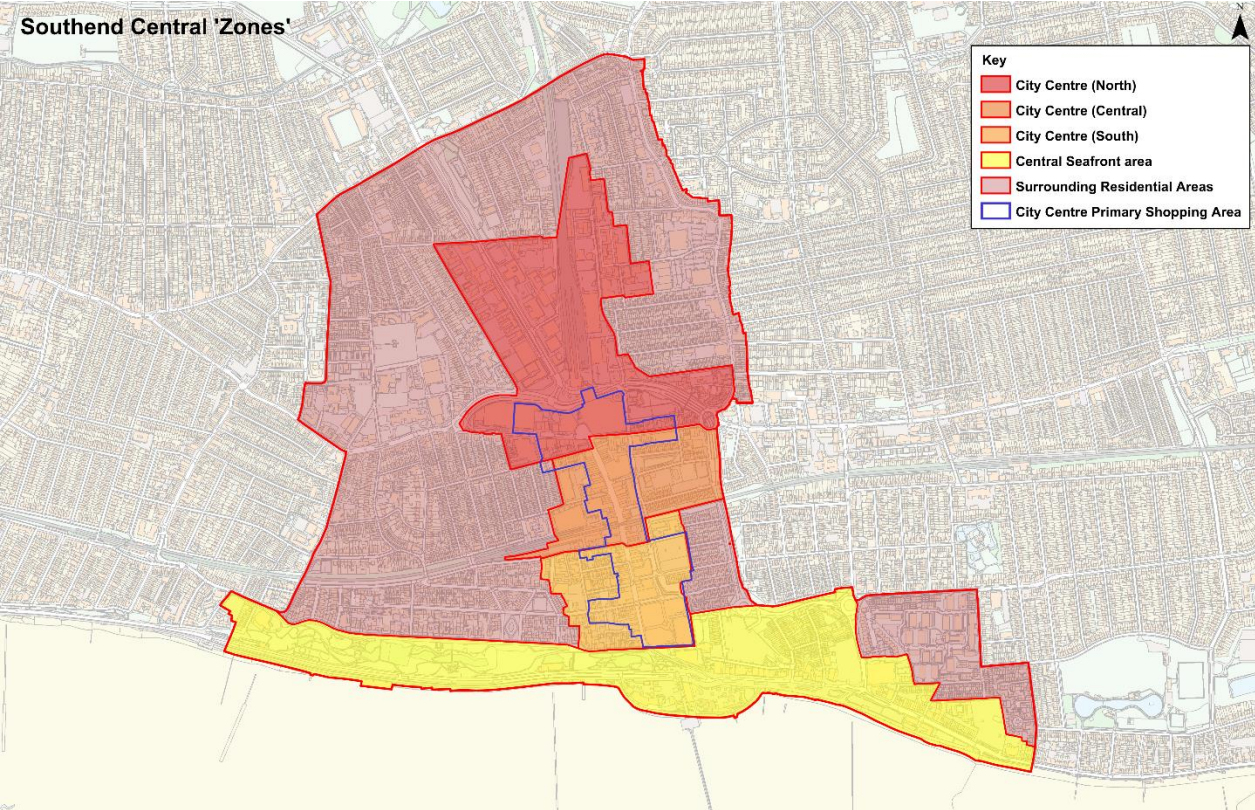 Southend Central 'Zones'
N
Key
City Centre (North)
City Centre (Central)
City Centre (South)
Central Seafront area
Surrounding Residential Areas
City Centre Primary Shopping Area